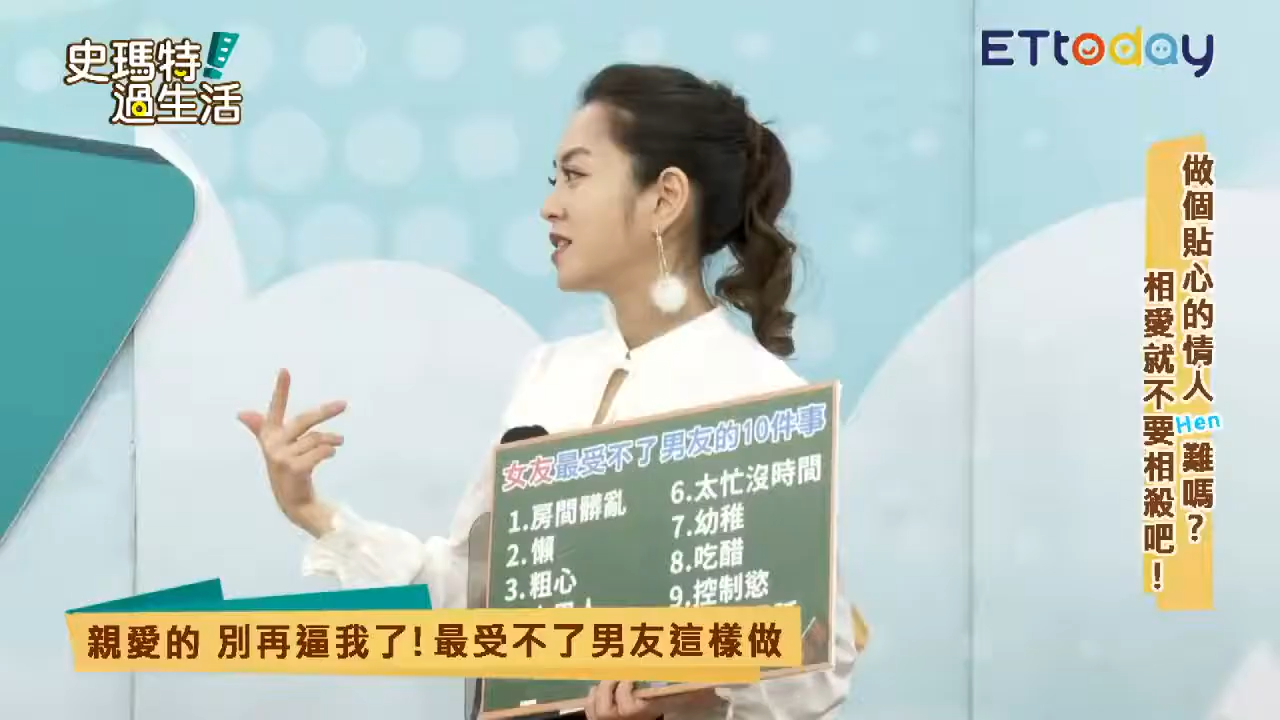 史瑪特!
過生活
ETtoday
做個貼心的情人Hen難嗎?
相愛就不要相殺吧!
女友最受不了男友的10件事
1.房間髒亂
2.懶
3.粗心
6.太忙沒時間
7.幼稚
8.吃醋
9.控制慾
親愛的 別再逼我了!最受不了男友這樣做